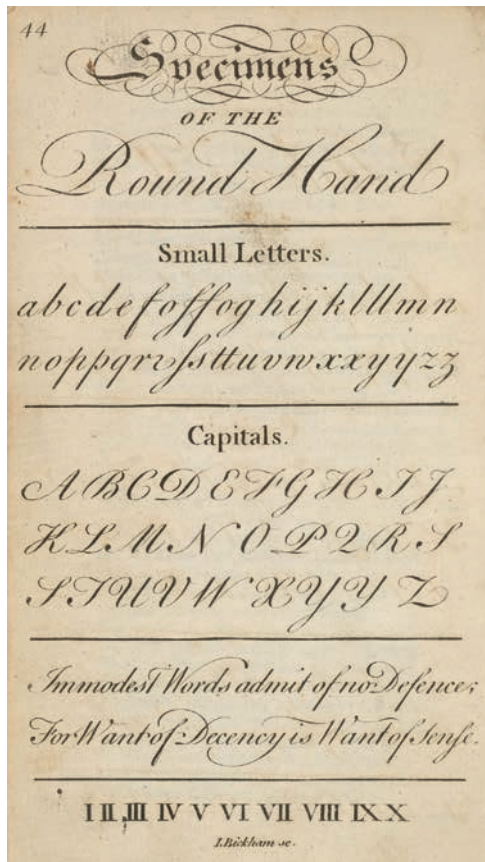 44
Specimens
OF THE
Round Hand
Small Letters.
abcdefoffoghijklllmn
noppqrsſsttuvwxxyyzz
Capitals.
ABCDEFGHIJ
KLMNOPQRS
STUVWXYYZ
Immodest Words admit of no Defence;
For Want of Decency is Want of Sense.
I II III IV V VI VII VIII IX X
I. Bickham sc.